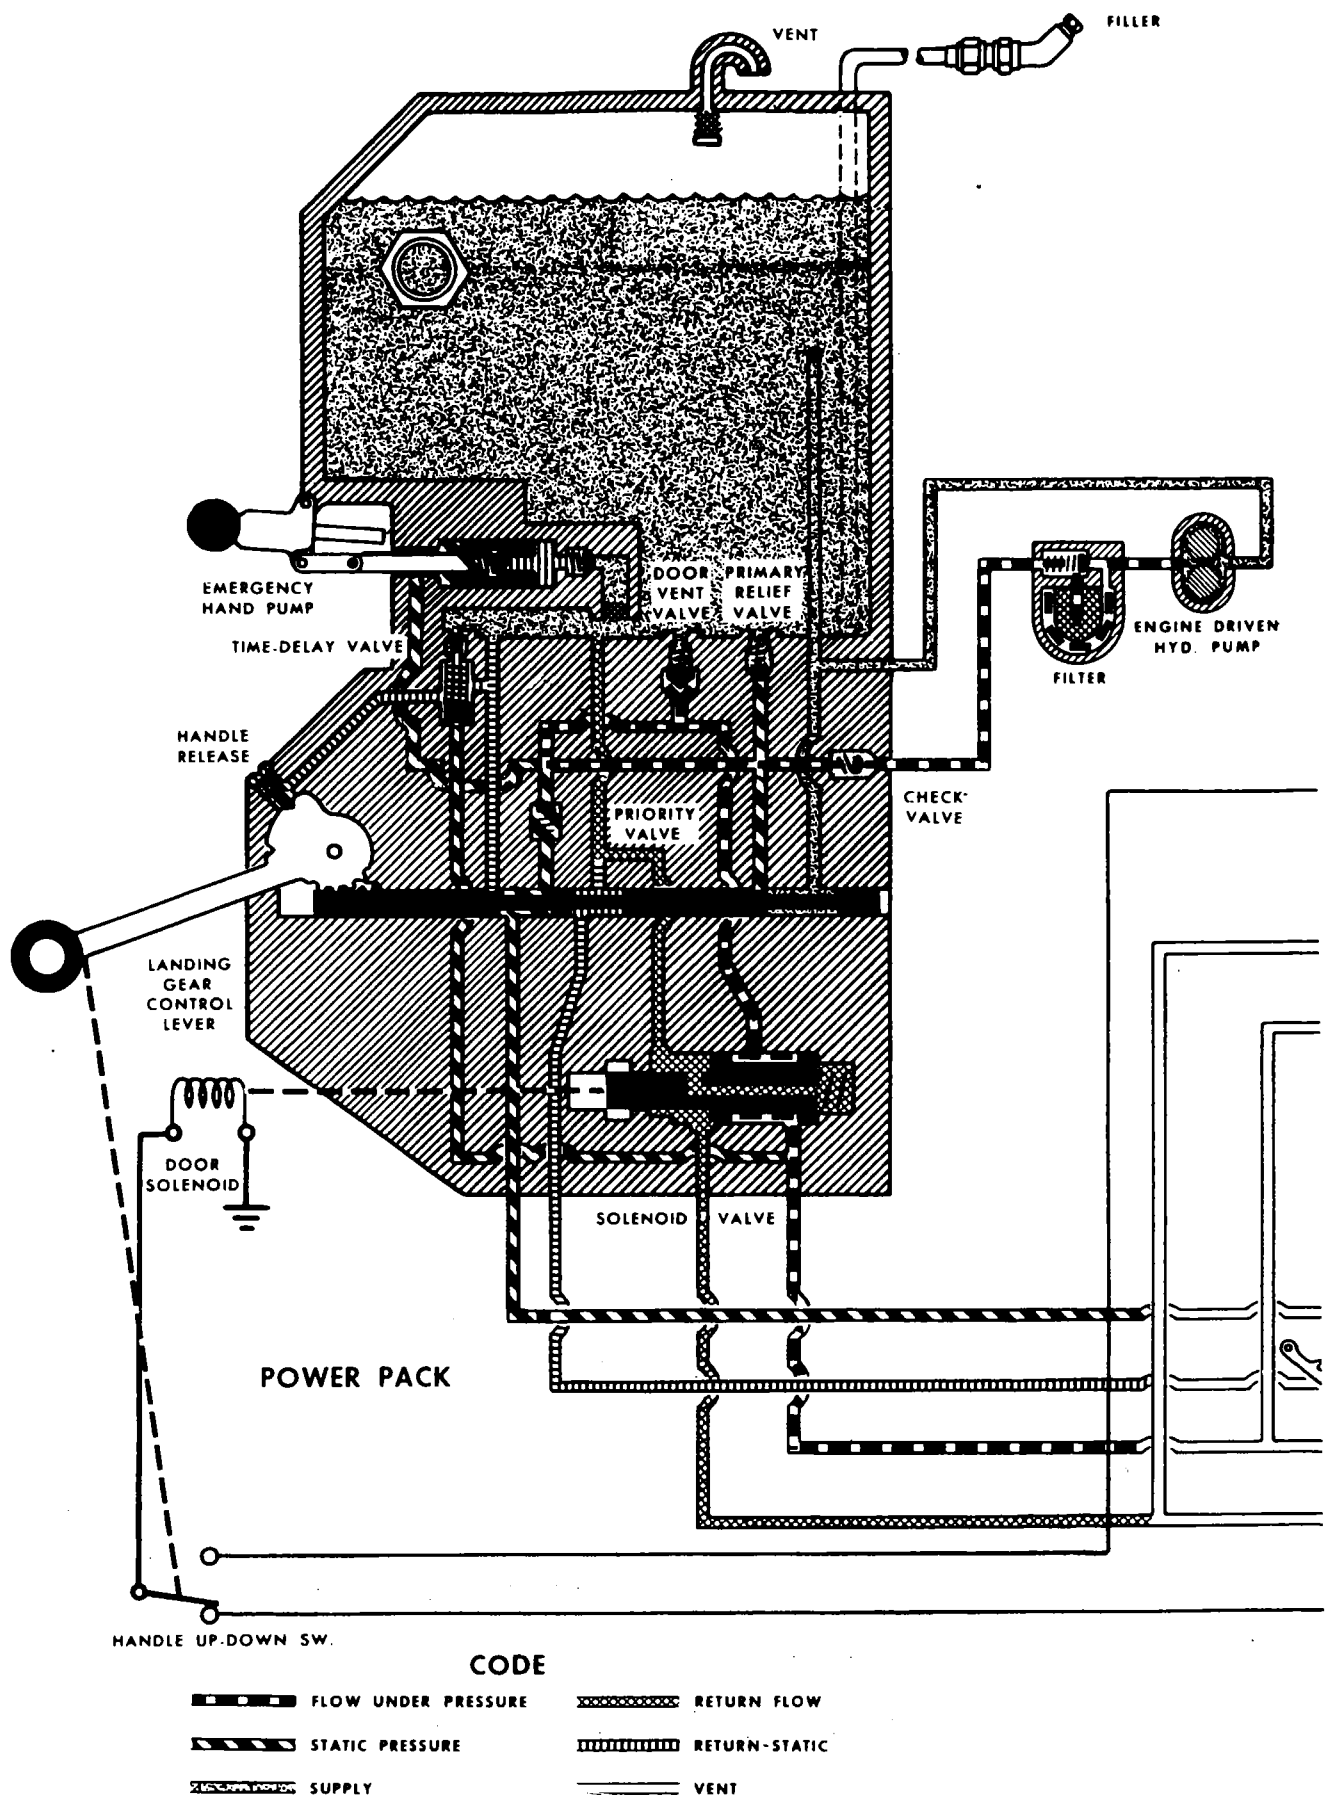 VENT
FILLER
EMERGENCY
HAND PUMP
DOOR
VENT
VALVE
PRIMARY
RELIEF
VALVE
TIME-DELAY VALVE
ENGINE DRIVEN
HYD. PUMP
FILTER
HANDLE
RELEASE
CHECK-
VALVE
PRIORITY
VALVE
LANDING
GEAR
CONTROL
LEVER
DOOR
SOLENOID
SOLENOID VALVE
POWER PACK
HANDLE UP-DOWN SW.
CODE
FLOW UNDER PRESSURE
RETURN FLOW
STATIC PRESSURE
RETURN-STATIC
SUPPLY
VENT